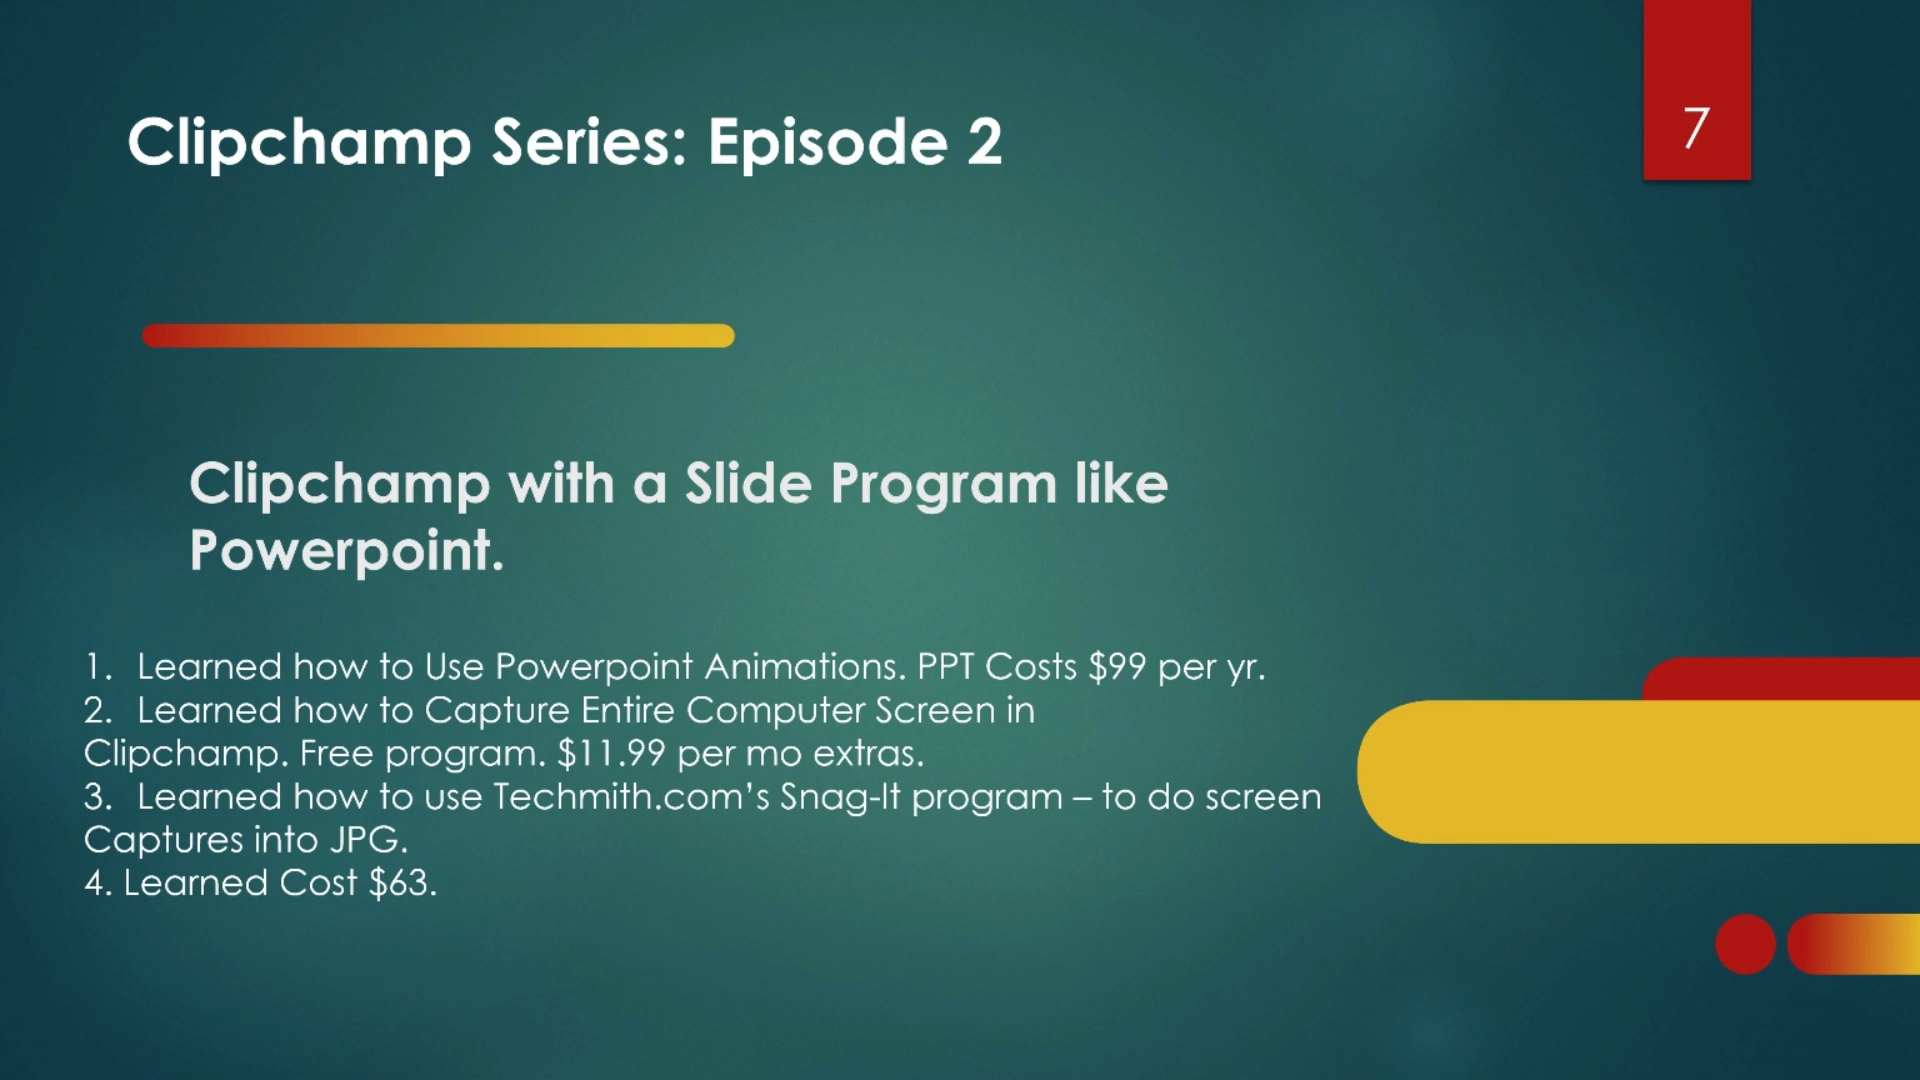 Clipchamp Series: Episode 2
7
Clipchamp with a Slide Program like
Powerpoint.
1. Learned how to Use Powerpoint Animations. PPT Costs $99 per yr.
2. Learned how to Capture Entire Computer Screen in
Clipchamp. Free program. $11.99 per mo extras.
3. Learned how to use Techmith.com’s Snag-It program – to do screen
Captures into JPG.
4. Learned Cost $63.